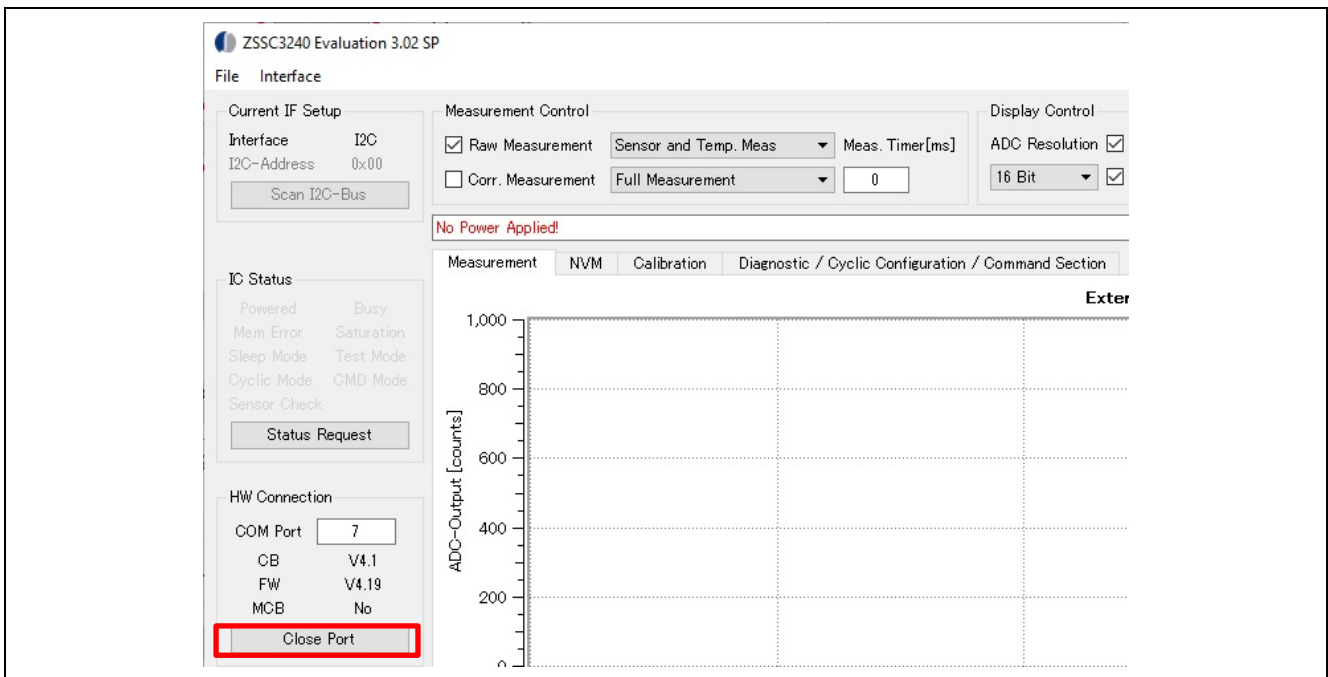 ZSSC3240 Evaluation 3.02 SP
File Interface
Current IF Setup
Interface I2C
I2C-Address 0x00
Scan I2C-Bus
Measurement Control
Raw Measurement Sensor and Temp. Meas Meas. Timer[ms]
Corr. Measurement Full Measurement 0
Display Control
ADC Resolution
16 Bit
No Power Applied!
Measurement NVM Calibration Diagnostic / Cyclic Configuration / Command Section
IC Status
Powered Busy
Mem Error Saturation
Sleep Mode Test Mode
Cyclic Mode CMD Mode
Sensor Check
Status Request
HW Connection
COM Port 7
CB V4.1
FW V4.19
MCB No
Close Port
Exter
ADC-Output [counts]
1,000
800
600
400
200
0